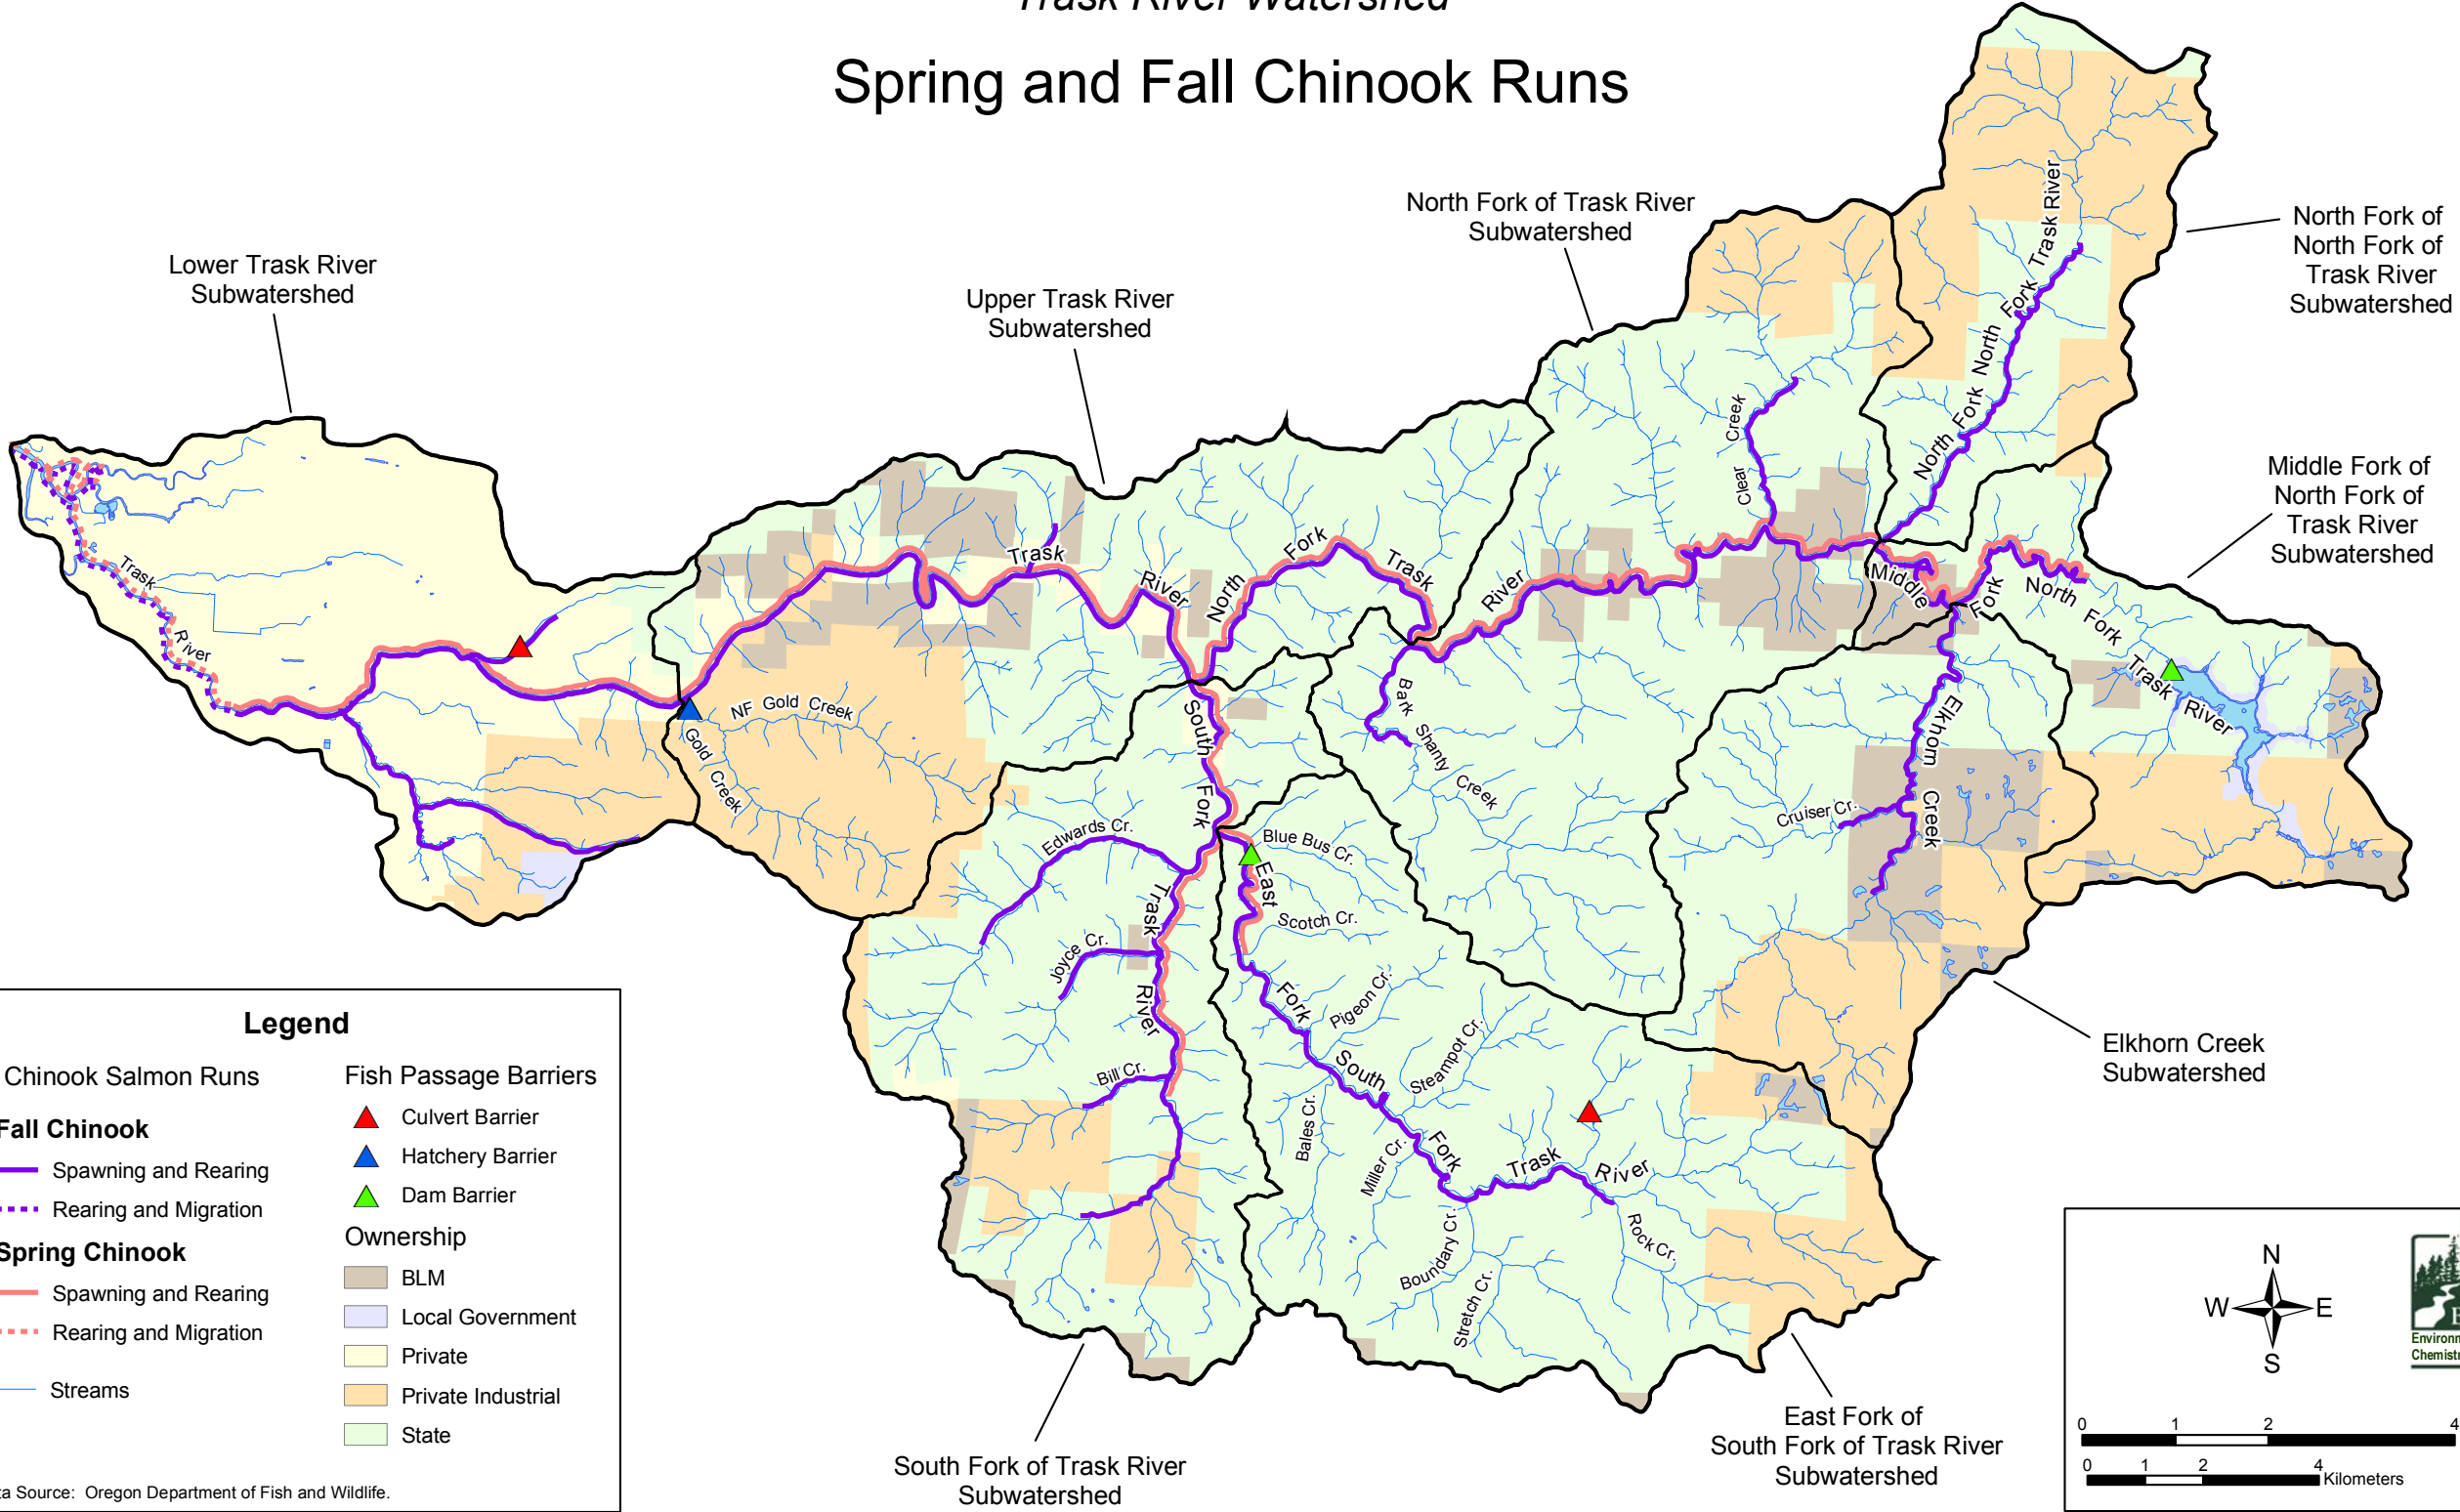 Trask River Watershed
Spring and Fall Chinook Runs
North Fork of Trask River
Subwatershed
North Fork of
North Fork of
Trask River
Subwatershed
Lower Trask River
Subwatershed
Upper Trask River
Subwatershed
Middle Fork of
North Fork of
Trask River
Subwatershed
North Fork North Fork Trask River
Clear Creek
Trask River
Trask River
North Fork Trask River
Middle Fork North Fork Trask River
NF Gold Creek
Gold Creek
Bark Shanty Creek
Elkhorn Creek
Cruiser Cr.
South Fork Trask River
Edwards Cr.
Blue Bus Cr.
Joyce Cr.
Scotch Cr.
East Fork South Fork Trask River
Pigeon Cr.
Steampot Cr.
Bill Cr.
Bales Cr.
Miller Cr.
Boundary Cr.
Stretch Cr.
Rock Cr.
Elkhorn Creek
Subwatershed
East Fork of
South Fork of Trask River
Subwatershed
South Fork of Trask River
Subwatershed
Legend
Chinook Salmon Runs
Fall Chinook
Spawning and Rearing
Rearing and Migration
Spring Chinook
Spawning and Rearing
Rearing and Migration
Streams
Fish Passage Barriers
Culvert Barrier
Hatchery Barrier
Dam Barrier
Ownership
BLM
Local Government
Private
Private Industrial
State
Source: Oregon Department of Fish and Wildlife.
N
W E
S
0 1 2 4
0 1 2 4 Kilometers